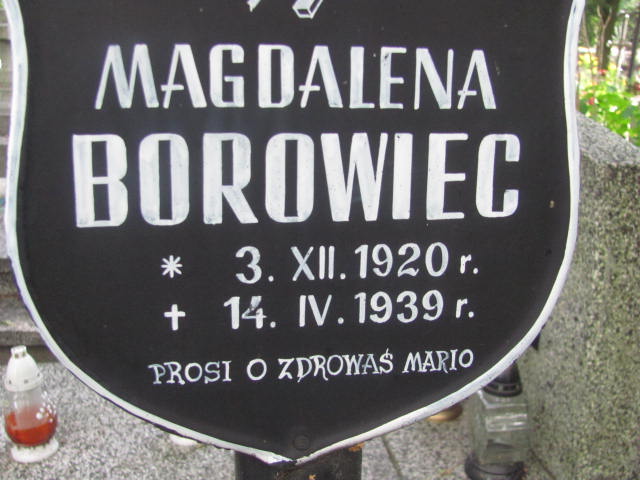 MAGDALENA
BOROWIEC
* 3. XII. 1920 r.
+ 14. IV. 1939 r.
PROSI O ZDROWAŚ MARIO